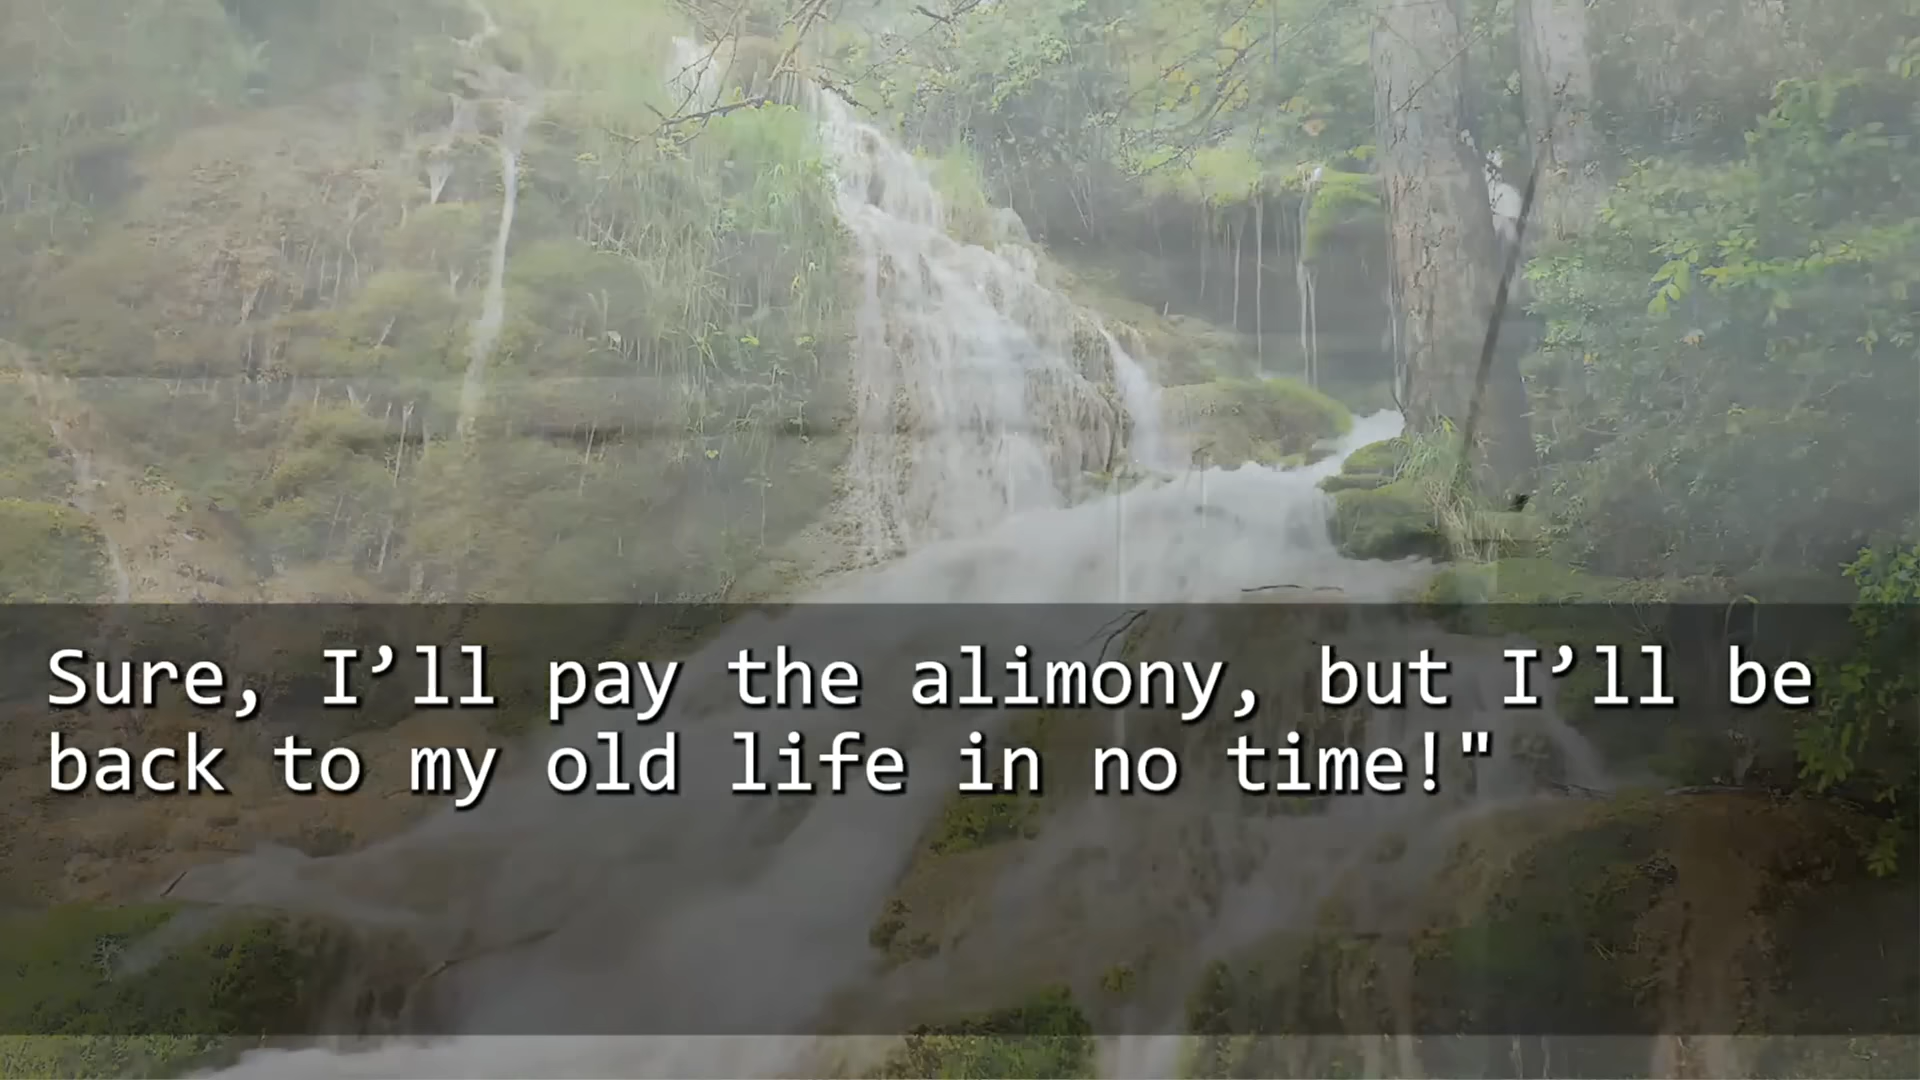 Sure, I’ll pay the alimony, but I’ll be
back to my old life in no time!"